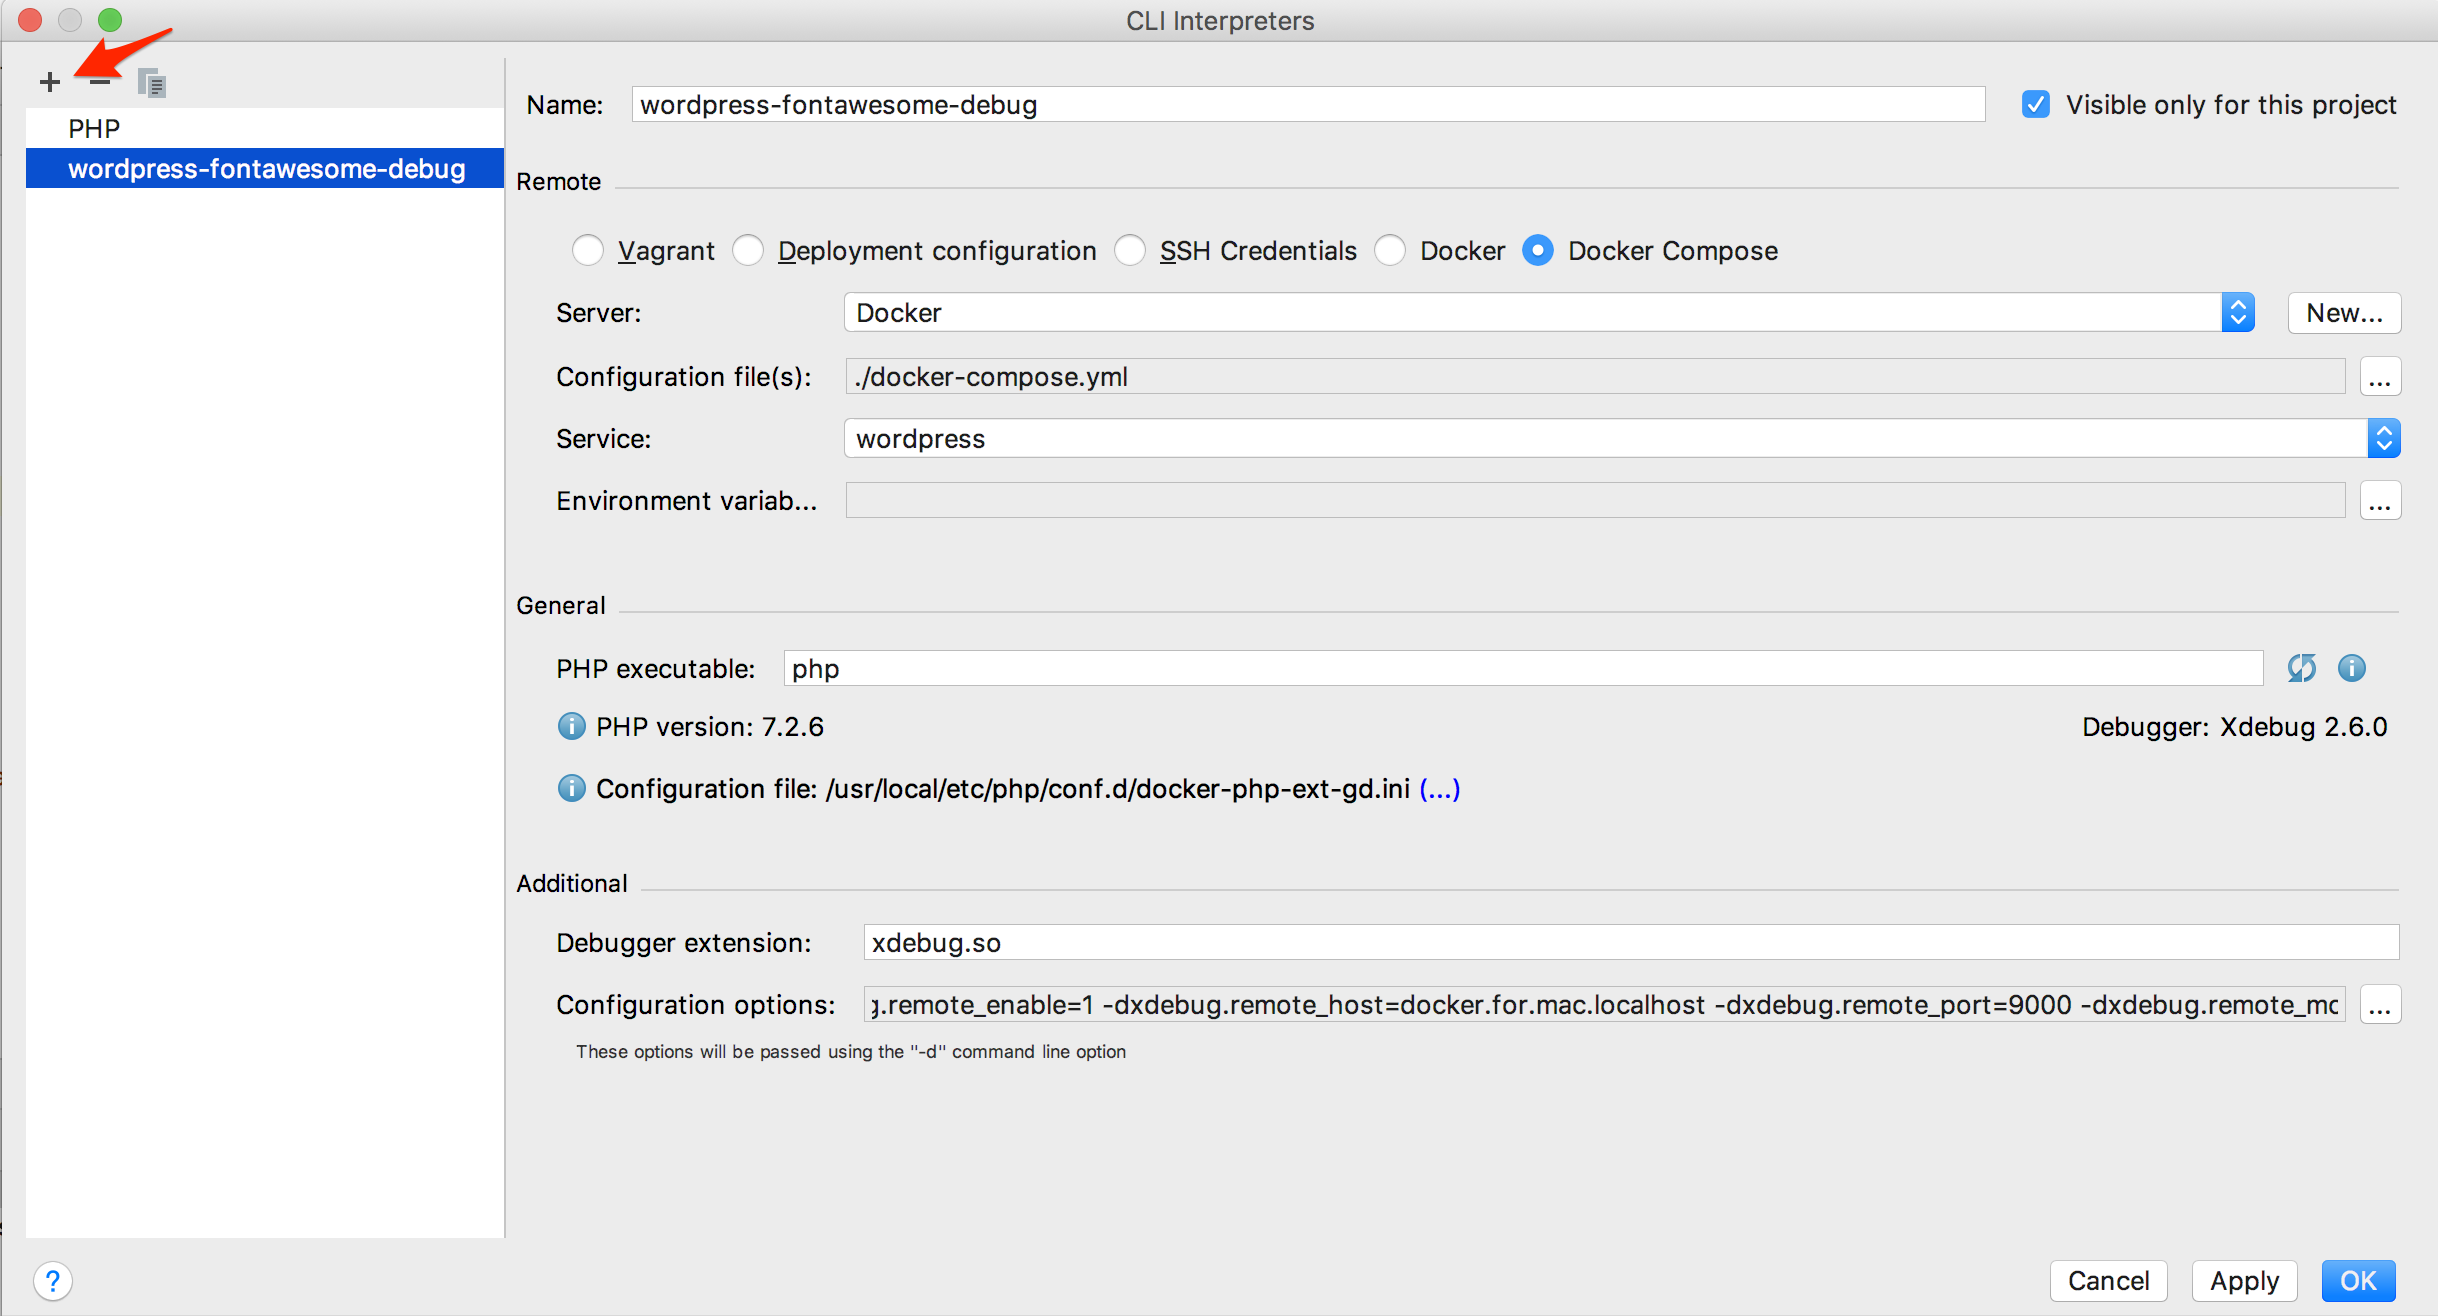 CLI Interpreters
PHP
wordpress-fontawesome-debug
Name: wordpress-fontawesome-debug Visible only for this project
Remote
Vagrant Deployment configuration SSH Credentials Docker Docker Compose
Server: Docker New...
Configuration file(s): ./docker-compose.yml ...
Service: wordpress
Environment variab... ...
General
PHP executable: php
PHP version: 7.2.6 Debugger: Xdebug 2.6.0
Configuration file: /usr/local/etc/php/conf.d/docker-php-ext-gd.ini (...)
Additional
Debugger extension: xdebug.so
Configuration options: g.remote_enable=1 -dxdebug.remote_host=docker.for.mac.localhost -dxdebug.remote_port=9000 -dxdebug.remote_mo ...
These options will be passed using the "-d" command line option
? Cancel Apply OK